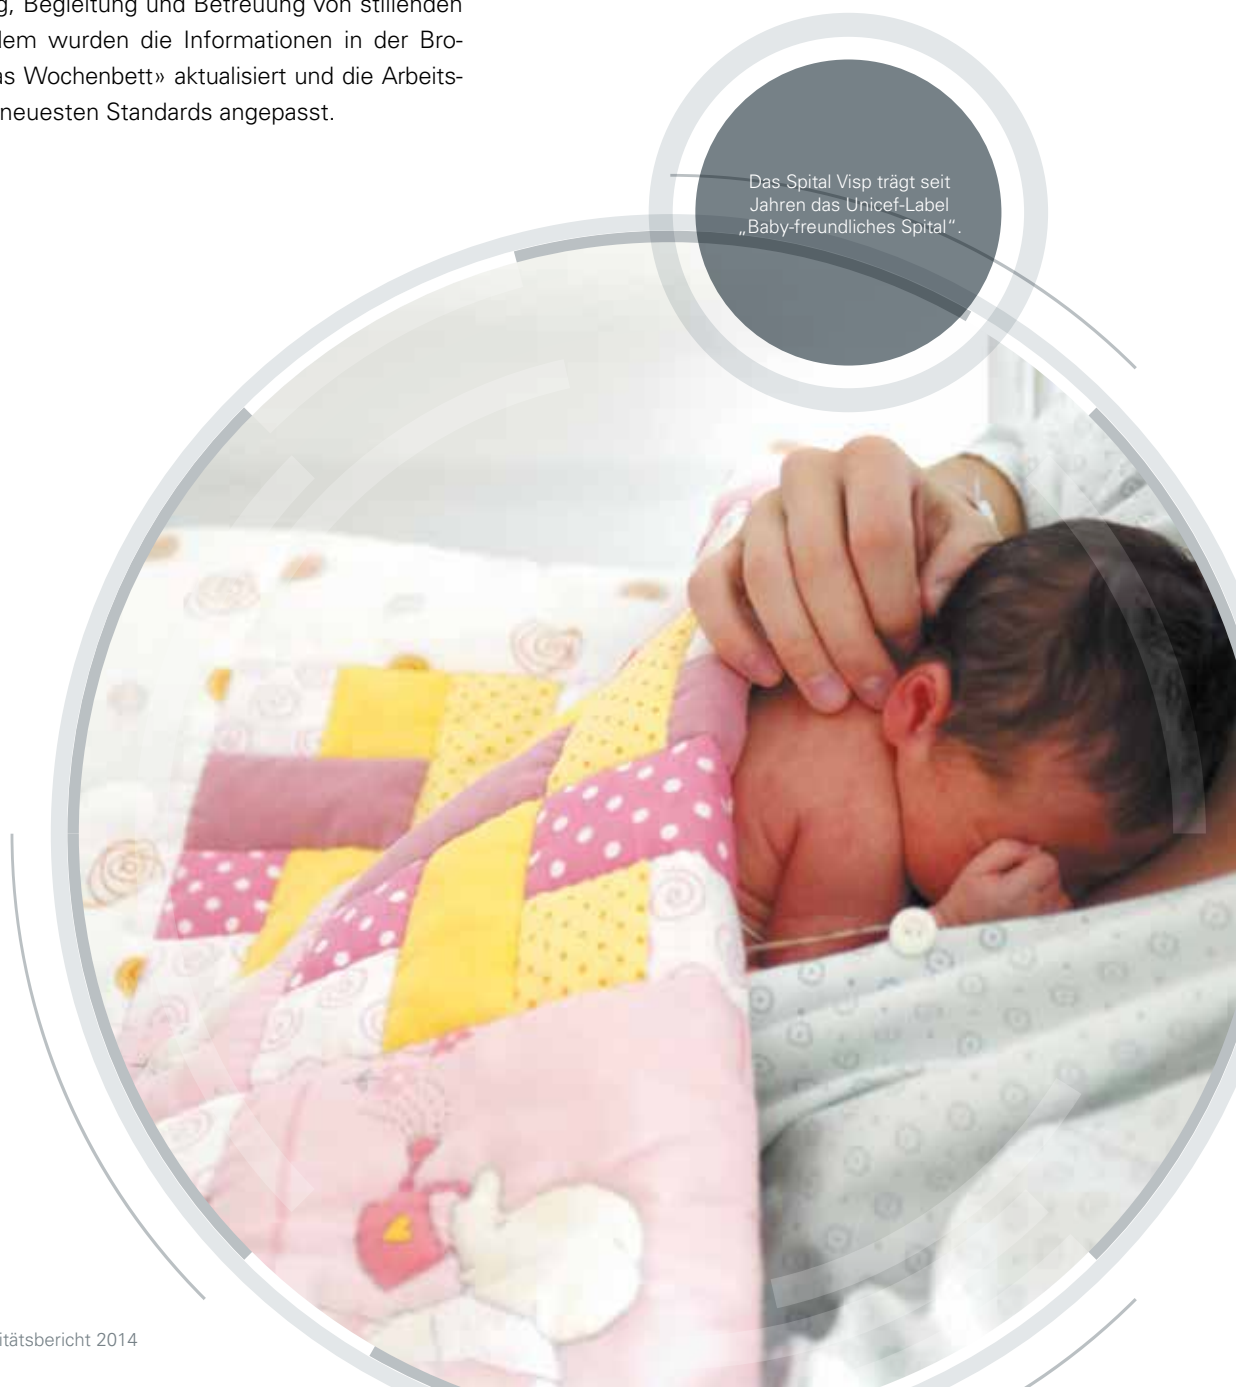 g, Begleitung und Betreuung von stillenden
lem wurden die Informationen in der Bro-
as Wochenbett» aktualisiert und die Arbeits-
neuesten Standards angepasst.
Das Spital Visp trägt seit
Jahren das Unicef-Label
„Baby-freundliches Spital“.
itätsbericht 2014